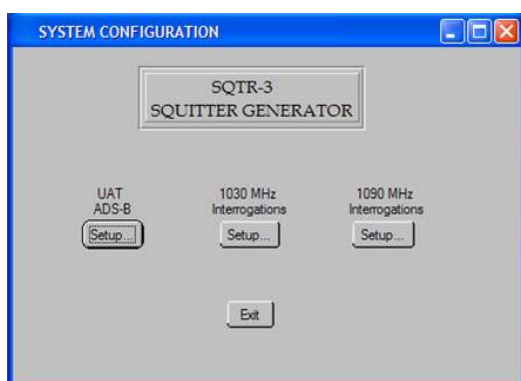 SYSTEM CONFIGURATION
SQTR-3
SQUITTER GENERATOR
UAT
ADS-B
Setup...
1030 MHz
Interrogations
Setup...
1090 MHz
Interrogations
Setup...
Exit